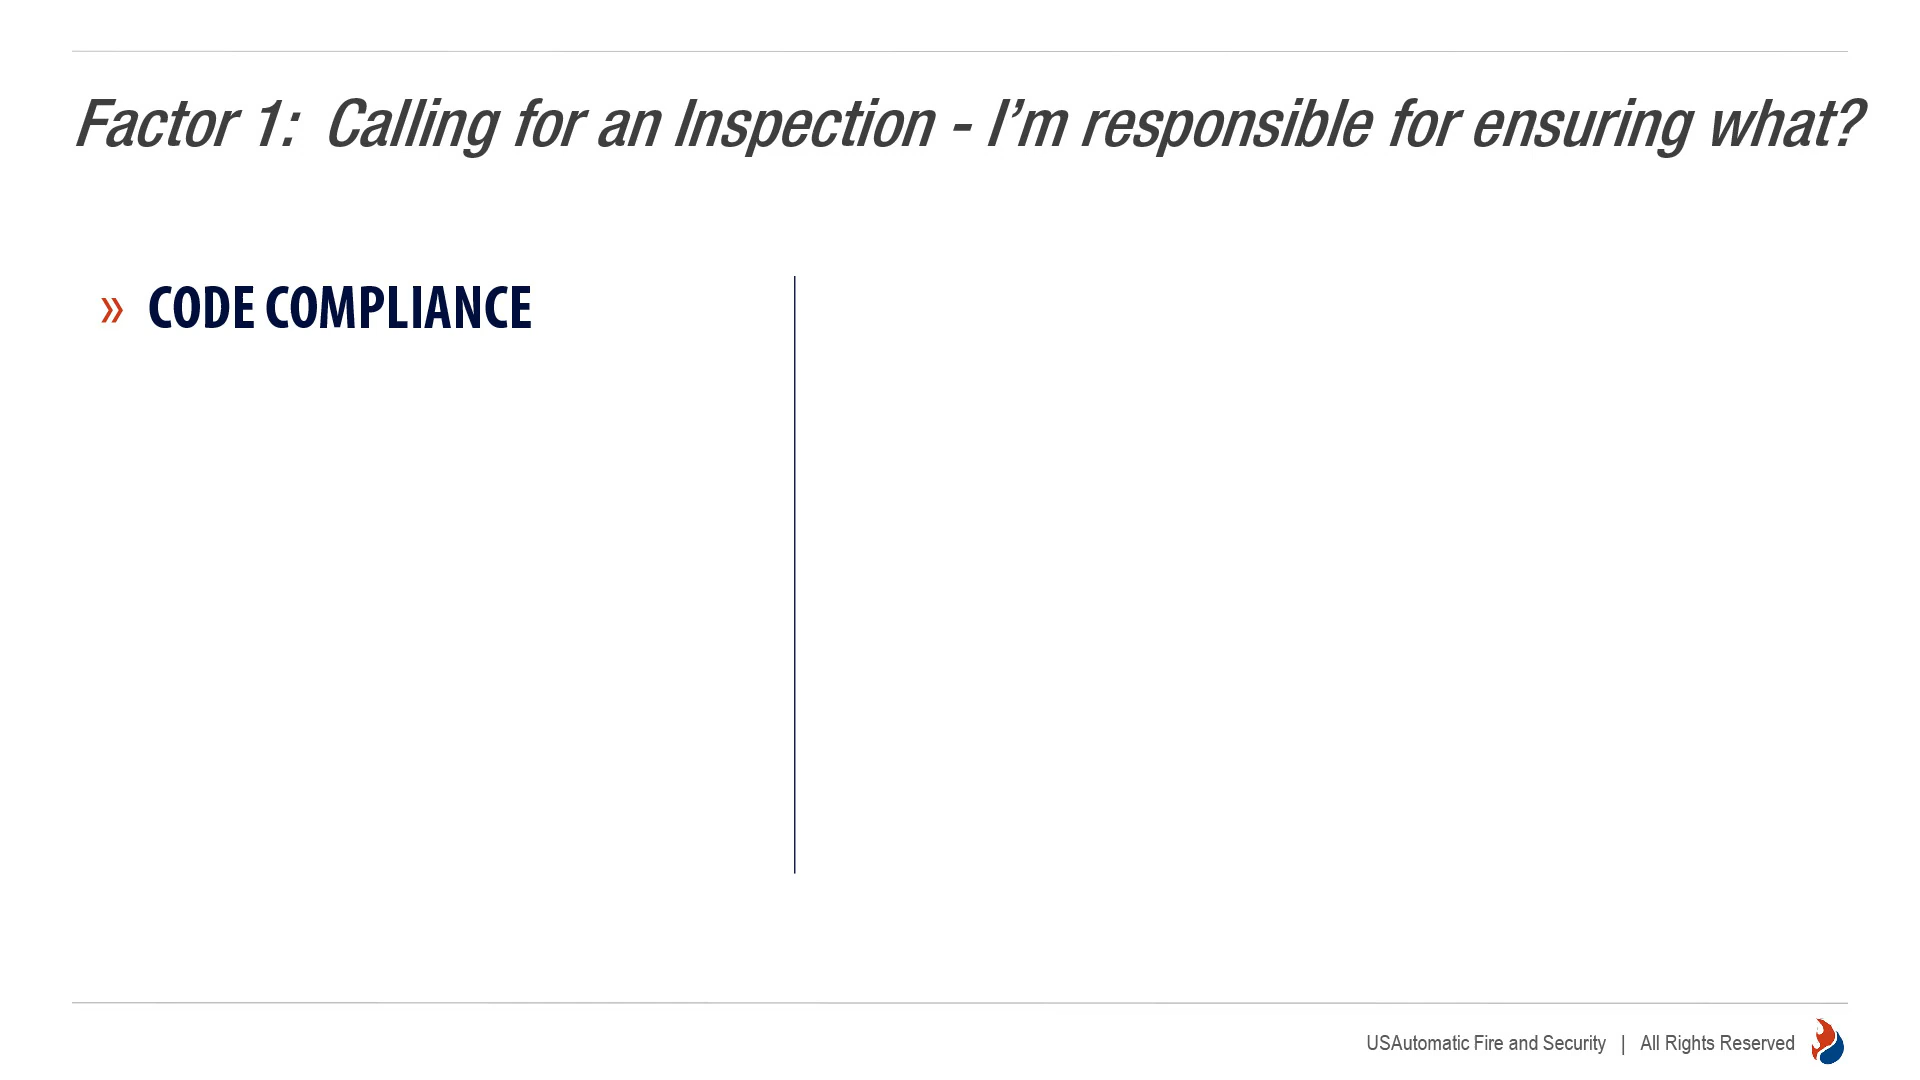 Factor 1: Calling for an Inspection - I’m responsible for ensuring what?
» CODE COMPLIANCE
USAutomatic Fire and Security | All Rights Reserved